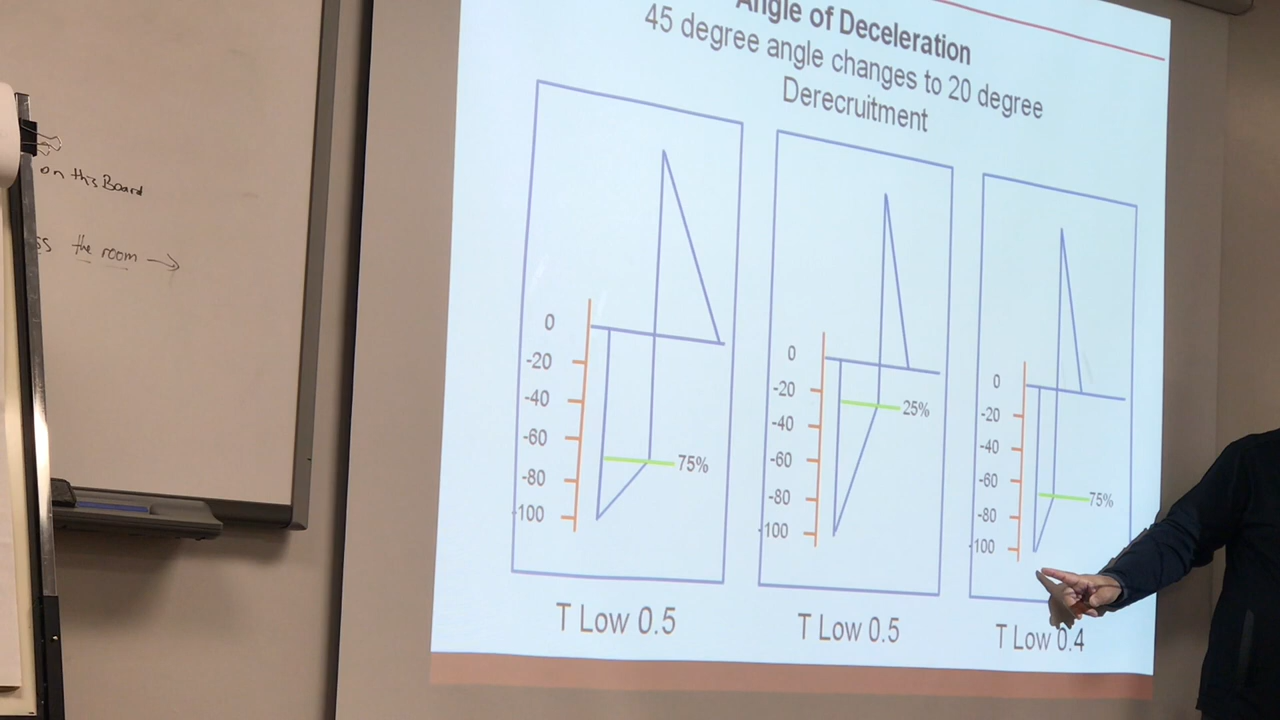 on this Board
the room →
Angle of Deceleration
45 degree angle changes to 20 degree
Derecruitment
0
-20
-40
-60
-80
-100
75%
T Low 0.5
0
-20
-40
-60
-80
-100
25%
T Low 0.5
0
-20
-40
-60
-80
-100
75%
T Low 0.4